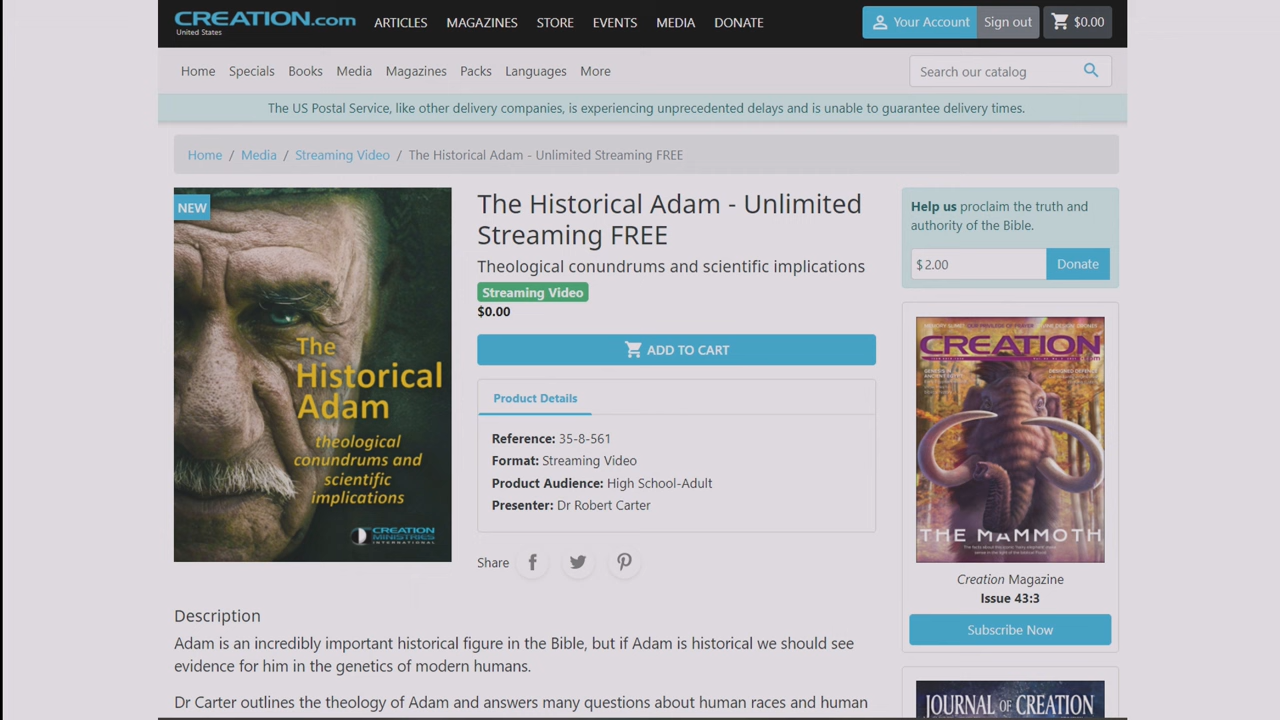 CREATION.com
United States
ARTICLES
MAGAZINES
STORE
EVENTS
MEDIA
DONATE
Your Account
Sign out
$0.00
Home
Specials
Books
Media
Magazines
Packs
Languages
More
Search our catalog
The US Postal Service, like other delivery companies, is experiencing unprecedented delays and is unable to guarantee delivery times.
Home / Media / Streaming Video / The Historical Adam - Unlimited Streaming FREE
NEW
The
Historical
Adam
theological
conundrums and
scientific
implications
CREATION
MINISTRIES
INTERNATIONAL
The Historical Adam - Unlimited
Streaming FREE
Theological conundrums and scientific implications
Streaming Video
$0.00
ADD TO CART
Product Details
Reference: 35-8-561
Format: Streaming Video
Product Audience: High School-Adult
Presenter: Dr Robert Carter
Share
Description
Adam is an incredibly important historical figure in the Bible, but if Adam is historical we should see
evidence for him in the genetics of modern humans.
Dr Carter outlines the theology of Adam and answers many questions about human races and human
Help us proclaim the truth and
authority of the Bible.
$ 2.00
Donate
CREATION
THE MAMMOTH
Creation Magazine
Issue 43:3
Subscribe Now
JOURNAL OF CREATION